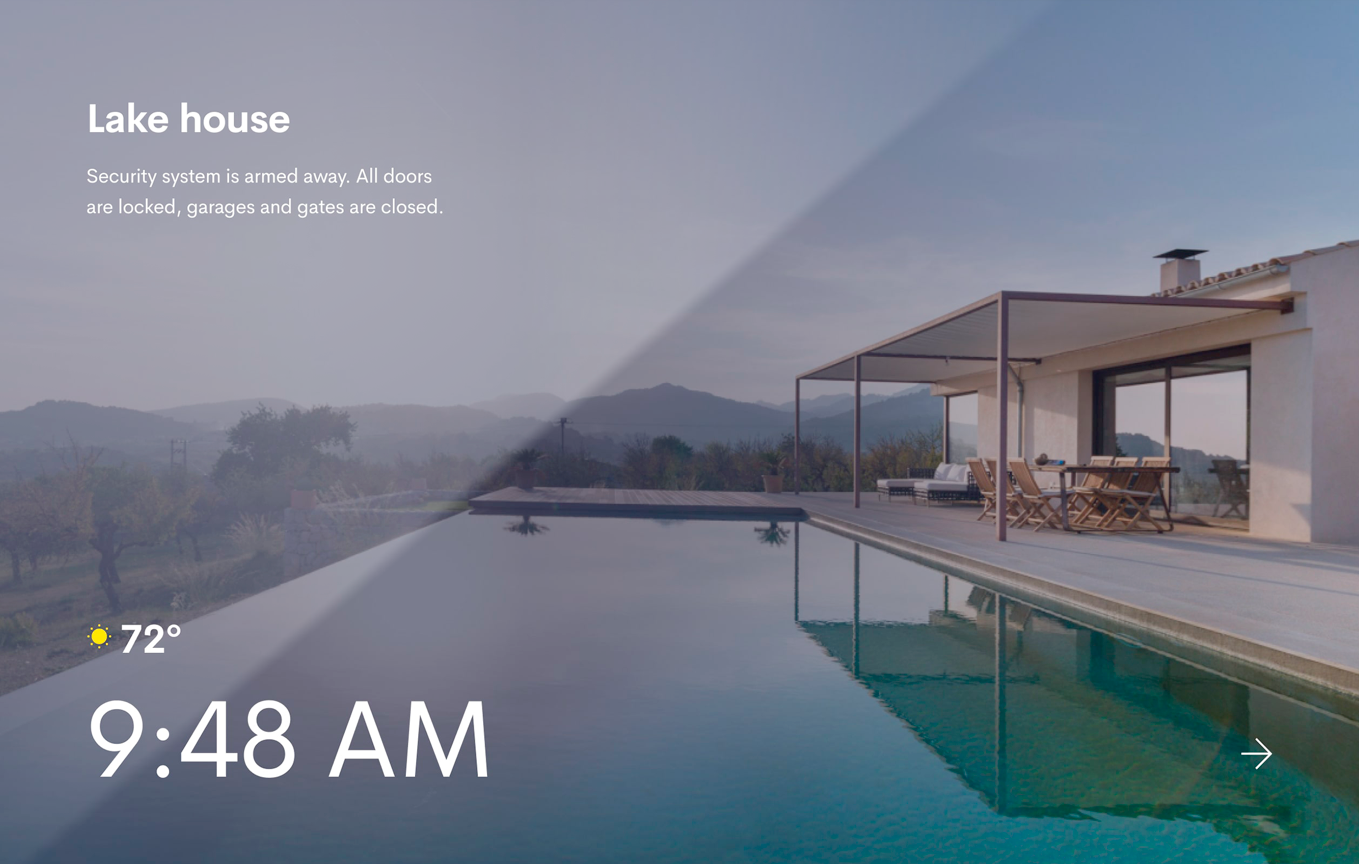 Lake house
Security system is armed away. All doors
are locked, garages and gates are closed.
72°
9:48 AM